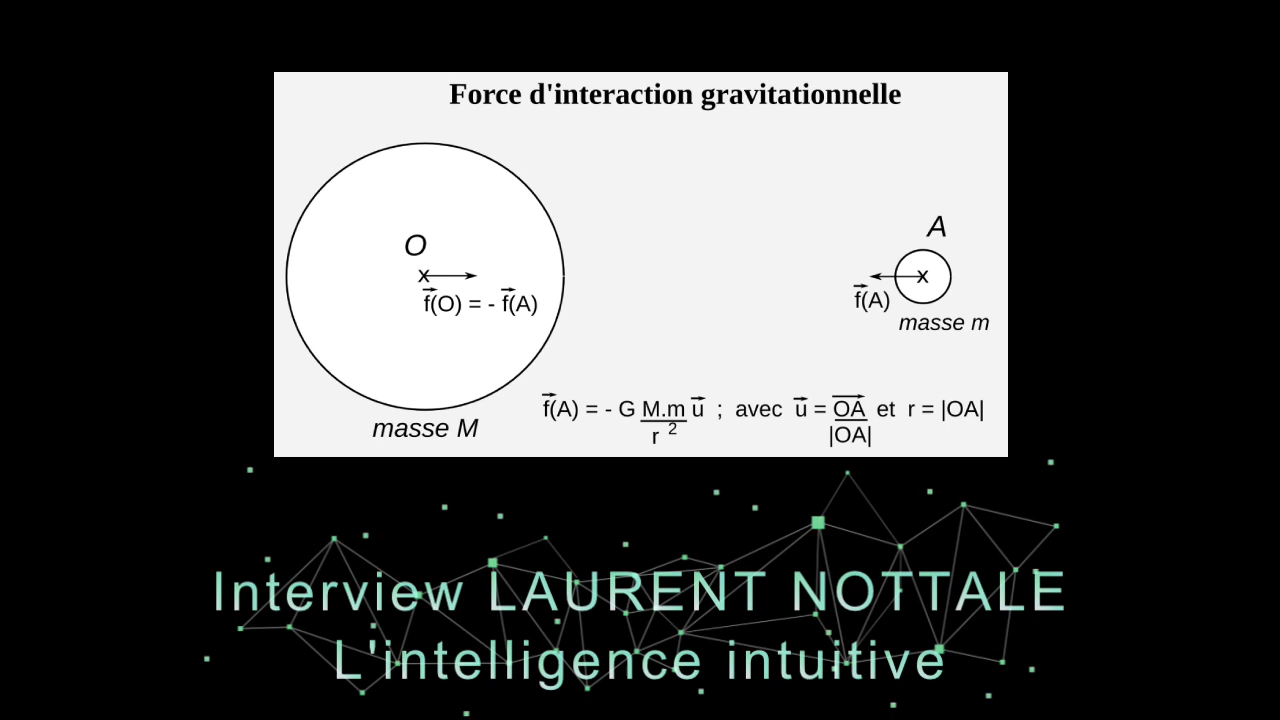 Force d'interaction gravitationnelle
O
A
x
x
f(O) = - f(A)
f(A)
masse m
f(A) = - G M.m u ; avec u = OA et r = |OA|
r 2
|OA|
masse M
Interview LAURENT NOTTALE
L'intelligence intuitive